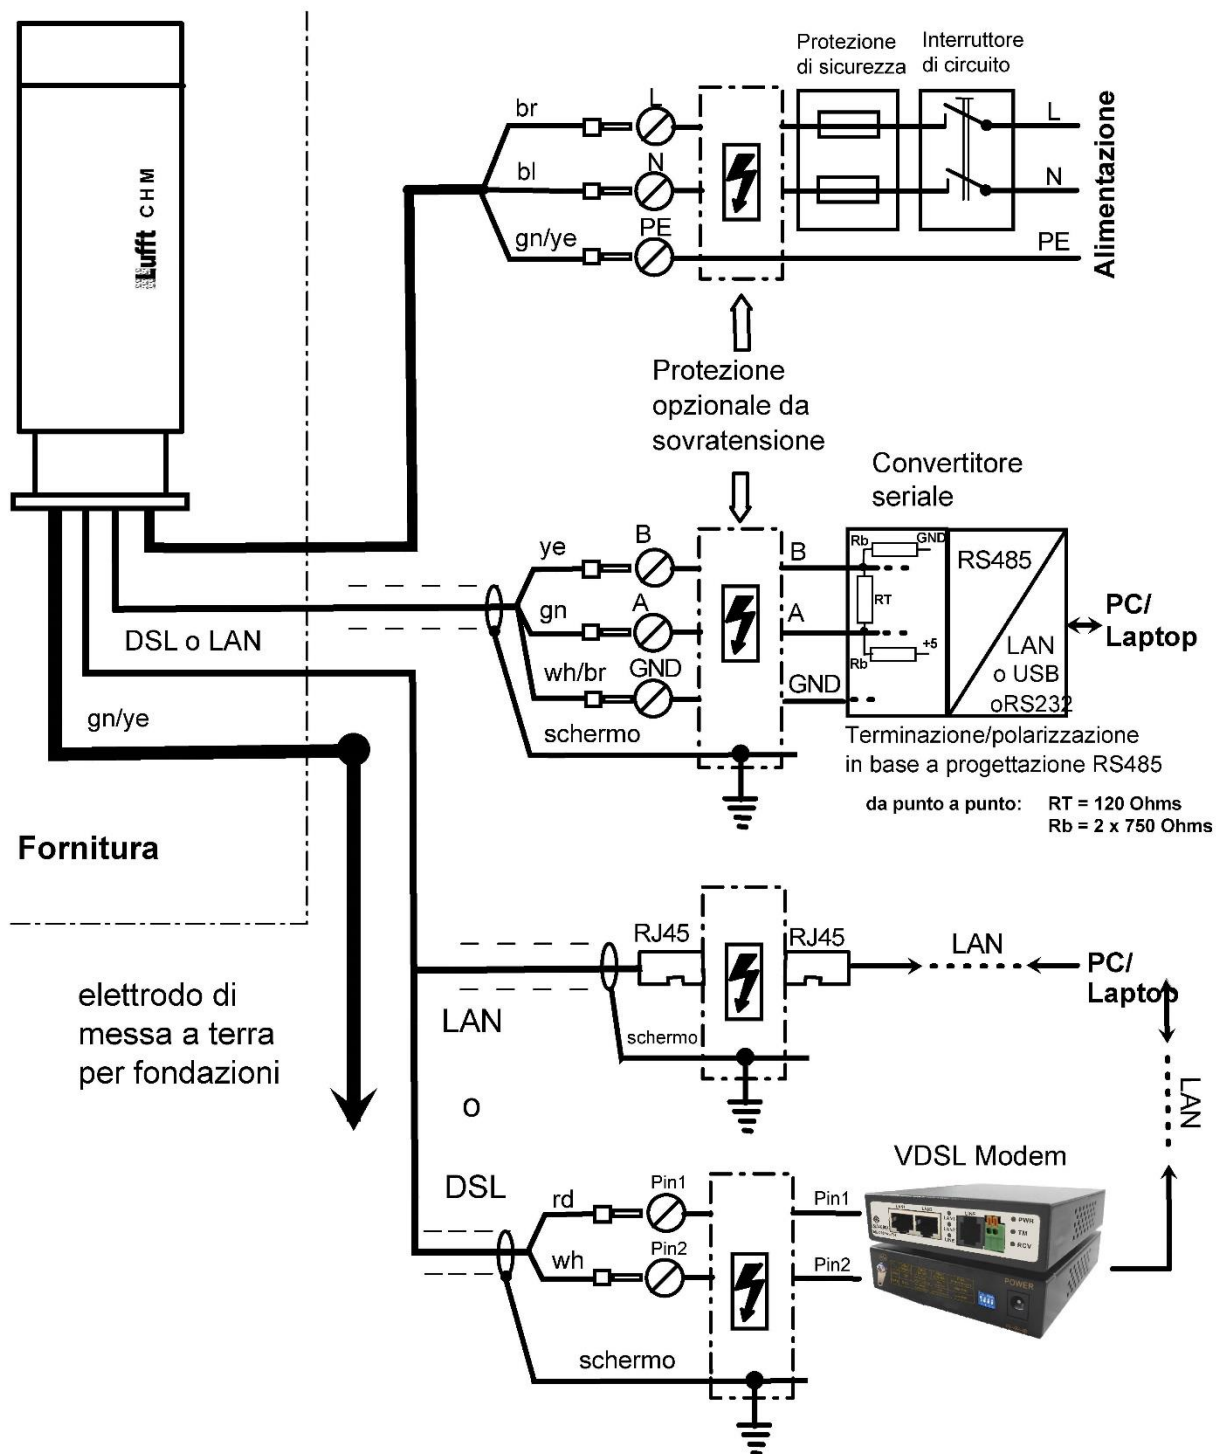 Lufft CHM
Protezione
di sicurezza
Interruttore
di circuito
br
L
L
bl
N
N
gn/ye
PE
PE
Alimentazione
Protezione
opzionale da
sovratensione
Convertitore
seriale
ye
B
B
Rb
GND
RS485
gn
A
A
RT
PC/
Laptop
DSL o LAN
Rb
+5
LAN
o USB
oRS232
wh/br
GND
GND
gn/ye
schermo
Terminazione/polarizzazione
in base a progettazione RS485
da punto a punto: RT = 120 Ohms
Rb = 2 x 750 Ohms
Fornitura
RJ45
RJ45
LAN
PC/
Laptop
elettrodo di
messa a terra
per fondazioni
LAN
schermo
LAN
o
VDSL Modem
DSL
rd
Pin1
Pin1
wh
Pin2
Pin2
PWR
TM
RCV
POWER
schermo